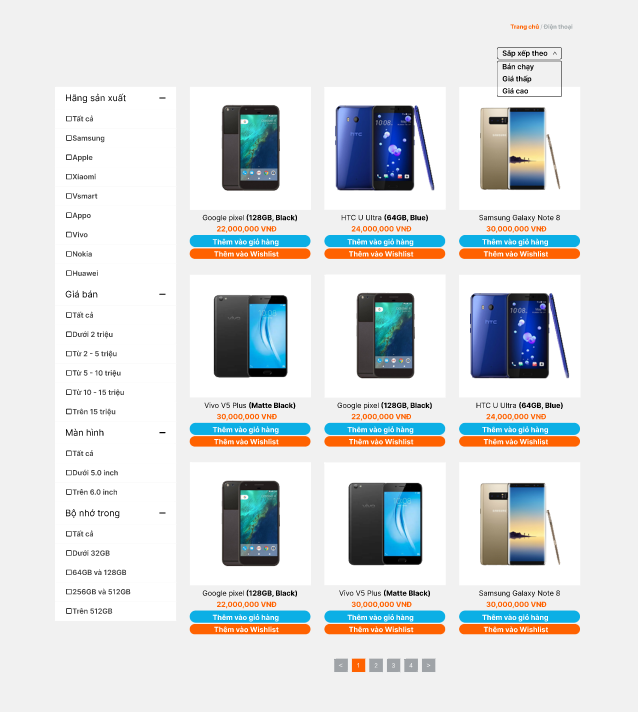 Trang chủ / Điện thoại
Sắp xếp theo
Bán chạy
Giá thấp
Giá cao
Hãng sản xuất
Tất cả
Samsung
Apple
Xiaomi
Vsmart
Appo
Vivo
Nokia
Huawei
Giá bán
Tất cả
Dưới 2 triệu
Từ 2 - 5 triệu
Từ 5 - 10 triệu
Từ 10 - 15 triệu
Trên 15 triệu
Màn hình
Tất cả
Dưới 5.0 inch
Trên 6.0 inch
Bộ nhớ trong
Tất cả
Dưới 32GB
64GB và 128GB
256GB và 512GB
Trên 512GB
Google pixel (128GB, Black)
22,000,000 VNĐ
Thêm vào giỏ hàng
Thêm vào Wishlist
HTC U Ultra (64GB, Blue)
24,000,000 VNĐ
Thêm vào giỏ hàng
Thêm vào Wishlist
Samsung Galaxy Note 8
30,000,000 VNĐ
Thêm vào giỏ hàng
Thêm vào Wishlist
Vivo V5 Plus (Matte Black)
30,000,000 VNĐ
Thêm vào giỏ hàng
Thêm vào Wishlist
Google pixel (128GB, Black)
22,000,000 VNĐ
Thêm vào giỏ hàng
Thêm vào Wishlist
HTC U Ultra (64GB, Blue)
24,000,000 VNĐ
Thêm vào giỏ hàng
Thêm vào Wishlist
Google pixel (128GB, Black)
22,000,000 VNĐ
Thêm vào giỏ hàng
Thêm vào Wishlist
Vivo V5 Plus (Matte Black)
30,000,000 VNĐ
Thêm vào giỏ hàng
Thêm vào Wishlist
Samsung Galaxy Note 8
30,000,000 VNĐ
Thêm vào giỏ hàng
Thêm vào Wishlist
< 1 2 3 4 >